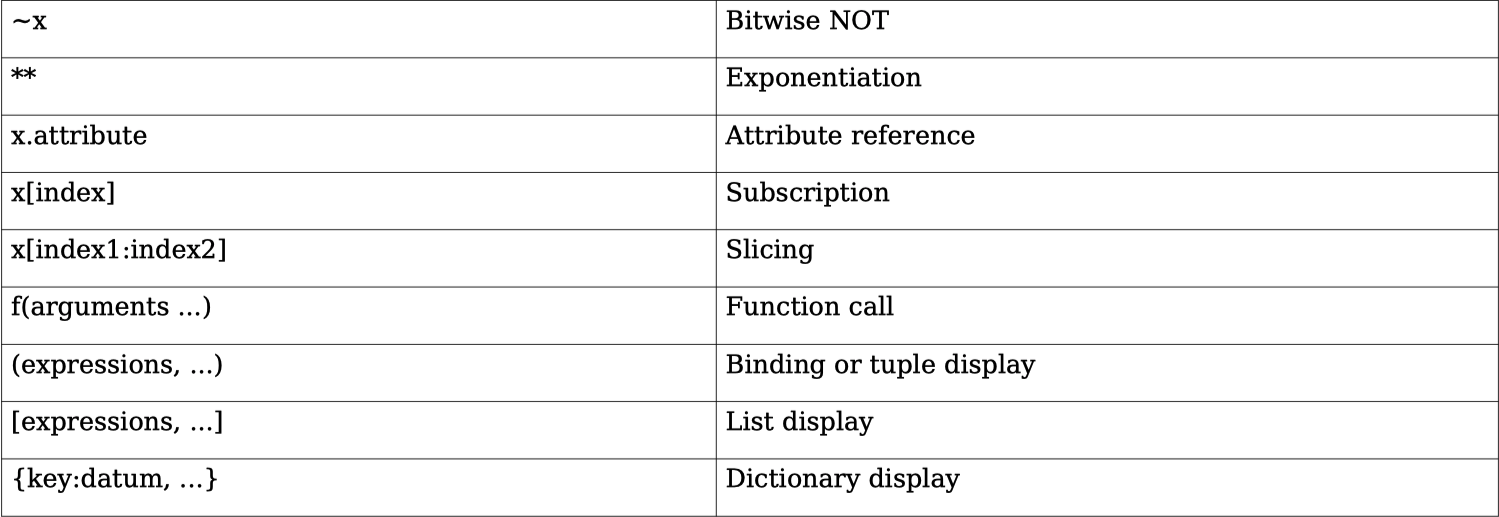 ~x Bitwise NOT
** Exponentiation
x.attribute Attribute reference
x[index] Subscription
x[index1:index2] Slicing
f(arguments ...) Function call
(expressions, ...) Binding or tuple display
[expressions, ...] List display
{key:datum, ...} Dictionary display